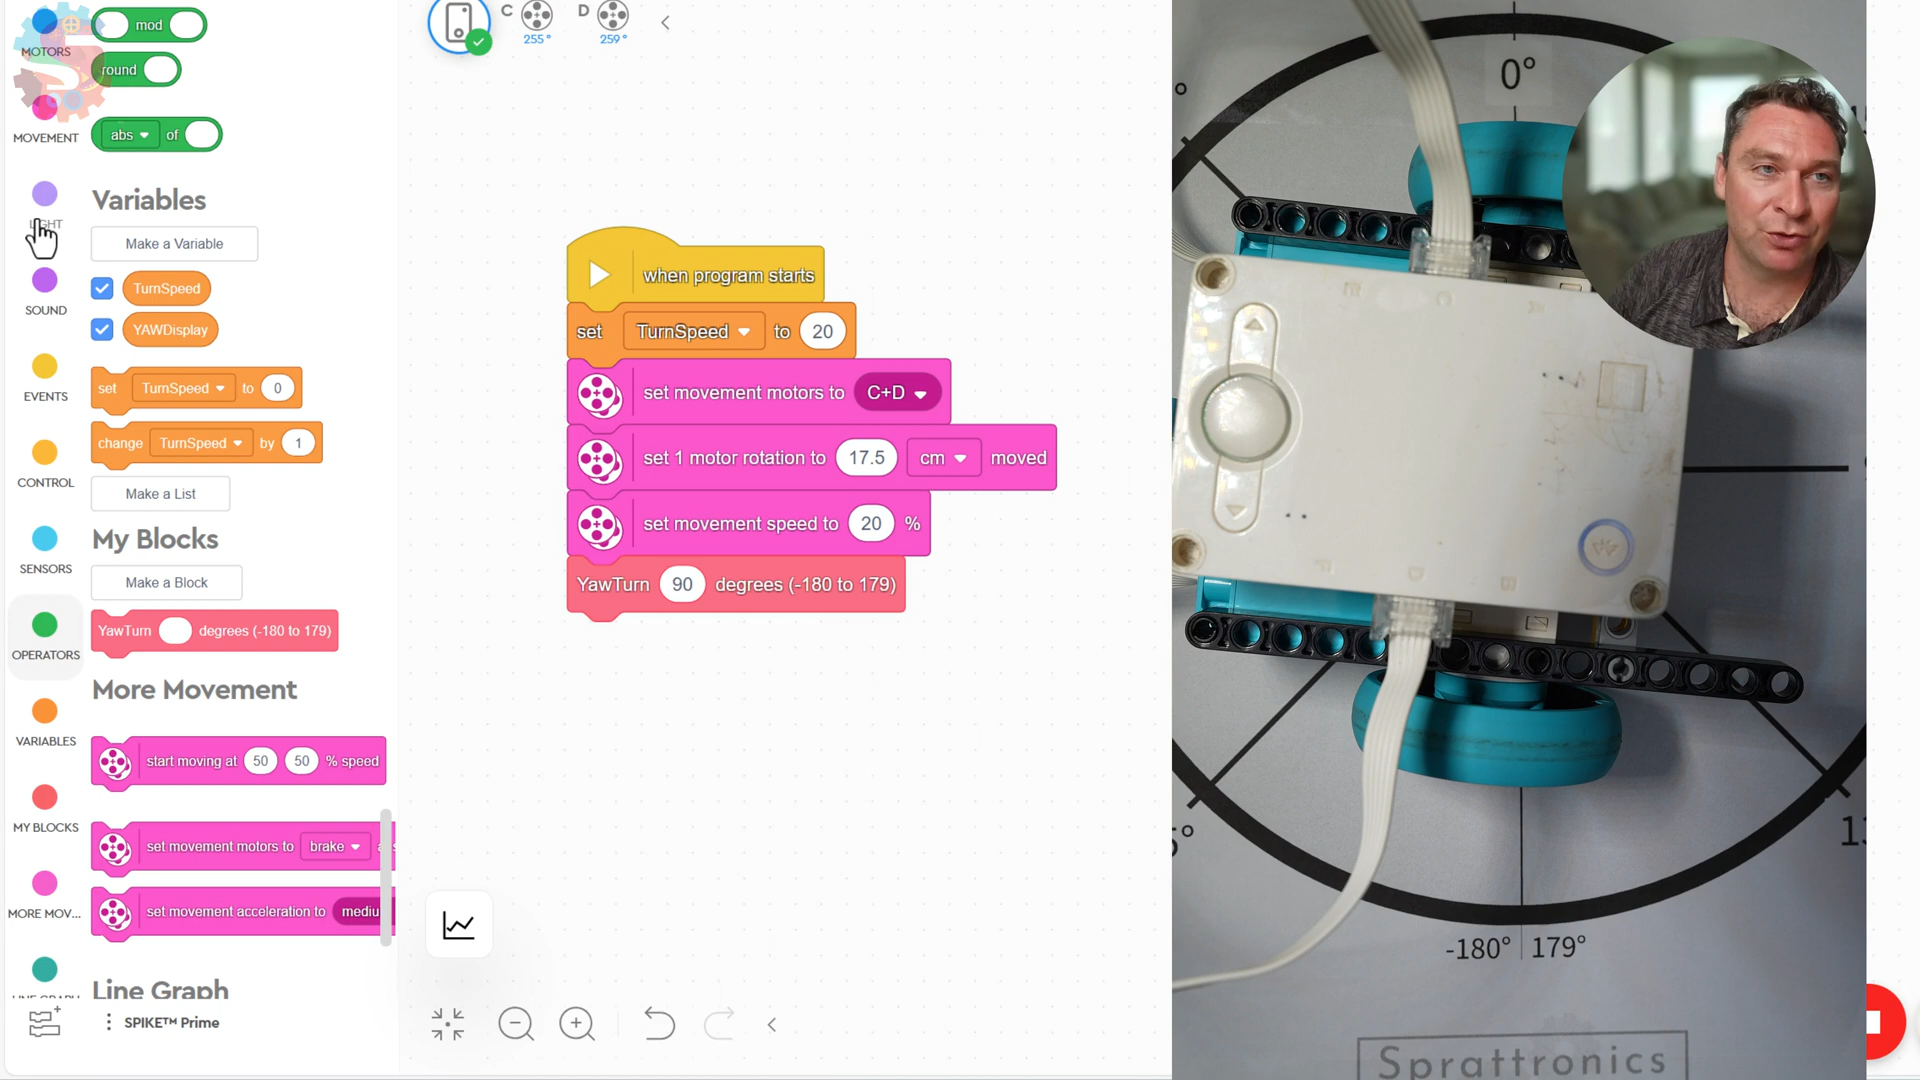 mod
round
abs of
MOTORS
MOVEMENT
LIGHT
SOUND
EVENTS
CONTROL
SENSORS
OPERATORS
VARIABLES
MY BLOCKS
MORE MOV...
Variables
Make a Variable
TurnSpeed
YAWDisplay
set TurnSpeed to 0
change TurnSpeed by 1
Make a List
My Blocks
Make a Block
YawTurn degrees (-180 to 179)
More Movement
start moving at 50 50 % speed
set movement motors to brake
set movement acceleration to mediu
Line Graph
SPIKE™ Prime
C D
255° 259°
when program starts
set TurnSpeed to 20
set movement motors to C+D
set 1 motor rotation to 17.5 cm moved
set movement speed to 20 %
YawTurn 90 degrees (-180 to 179)
0°
-180° 179°
Sprattronics